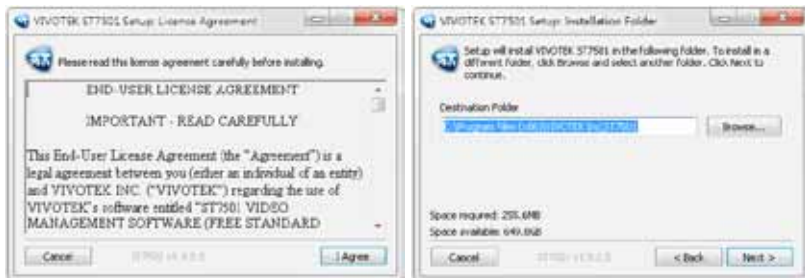 VIVOTEK ST7501 Setup: License Agreement
Please read this license agreement carefully before installing.
END-USER LICENSE AGREEMENT
IMPORTANT - READ CAREFULLY
This End-User License Agreement (the "Agreement") is a
legal agreement between you (either an individual of an entity)
and VIVOTEK INC. ("VIVOTEK") regarding the use of
VIVOTEK's software entitled "ST7501 VIDEO
MANAGEMENT SOFTWARE (FREE STANDARD
Cancel
I Agree
VIVOTEK ST7501 Setup: Installation Folder
Setup will install VIVOTEK ST7501 in the following folder. To install in a
different folder, click Browse and select another folder. Click Next to
continue.
Destination Folder
Browse...
Space required: 255.6MB
Space available: 649.0GB
Cancel
< Back
Next >